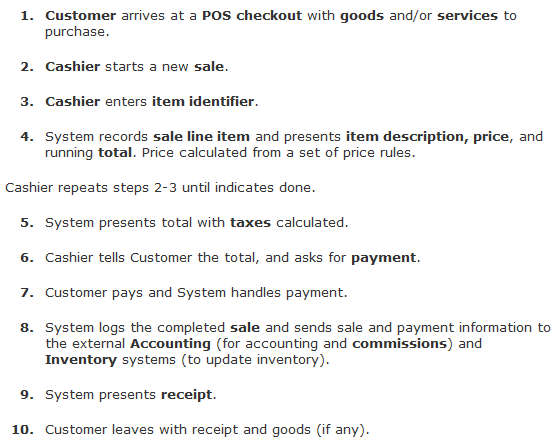 1. Customer arrives at a POS checkout with goods and/or services to
purchase.
2. Cashier starts a new sale.
3. Cashier enters item identifier.
4. System records sale line item and presents item description, price, and
running total. Price calculated from a set of price rules.
Cashier repeats steps 2-3 until indicates done.
5. System presents total with taxes calculated.
6. Cashier tells Customer the total, and asks for payment.
7. Customer pays and System handles payment.
8. System logs the completed sale and sends sale and payment information to
the external Accounting (for accounting and commissions) and
Inventory systems (to update inventory).
9. System presents receipt.
10. Customer leaves with receipt and goods (if any).